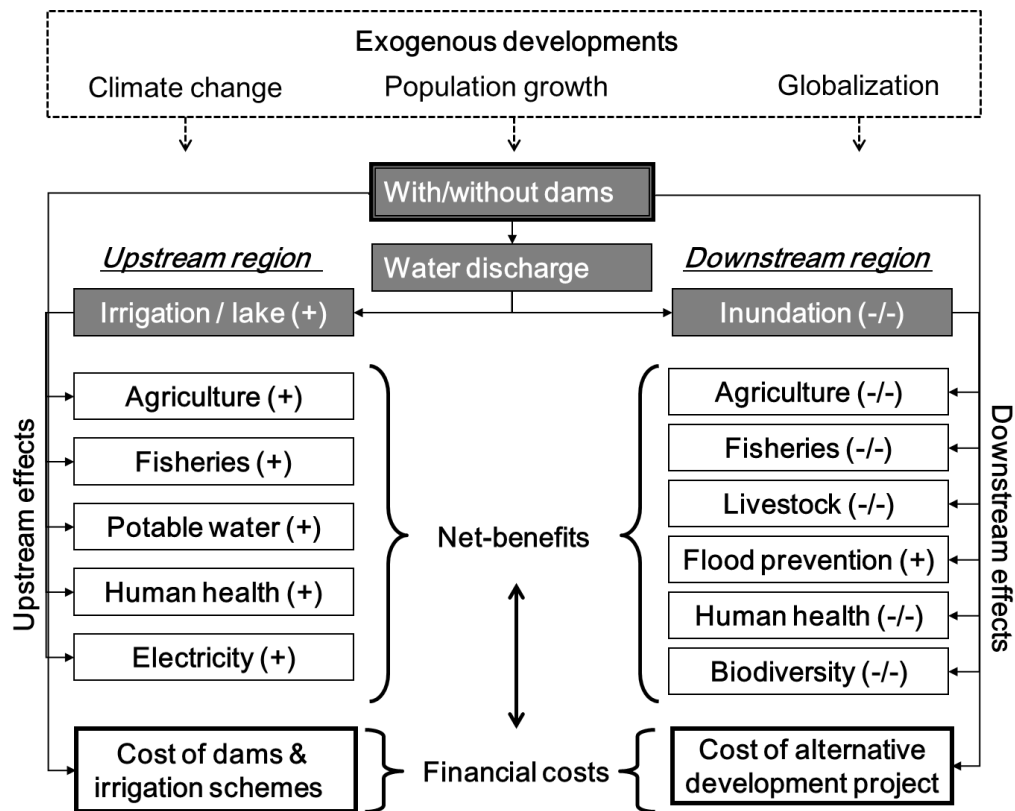 Exogenous developments
Climate change
Population growth
Globalization
With/without dams
Upstream region
Water discharge
Downstream region
Irrigation / lake (+)
Inundation (-/-)
Upstream effects
Agriculture (+)
Fisheries (+)
Potable water (+)
Human health (+)
Electricity (+)
Net-benefits
Agriculture (-/-)
Fisheries (-/-)
Livestock (-/-)
Flood prevention (+)
Human health (-/-)
Biodiversity (-/-)
Downstream effects
Cost of dams &
irrigation schemes
Financial costs
Cost of alternative
development project